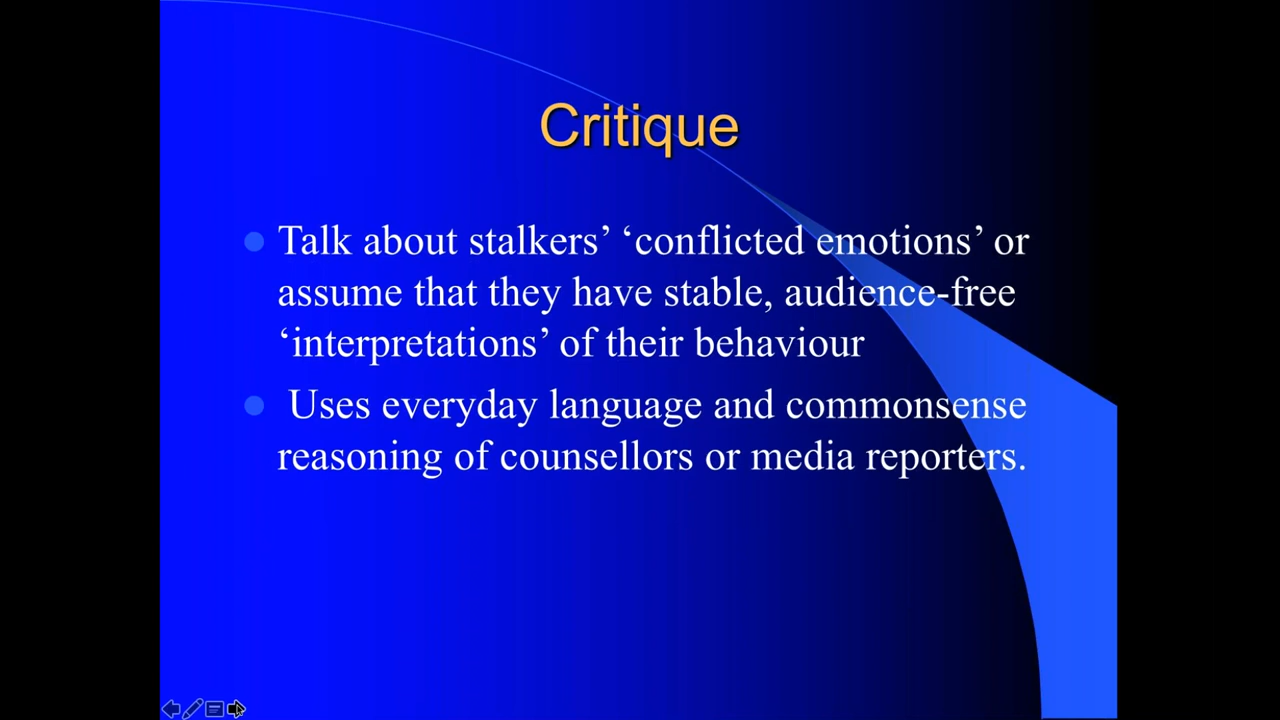 Critique
Talk about stalkers’ ‘conflicted emotions’ or
assume that they have stable, audience-free
‘interpretations’ of their behaviour
Uses everyday language and commonsense
reasoning of counsellors or media reporters.